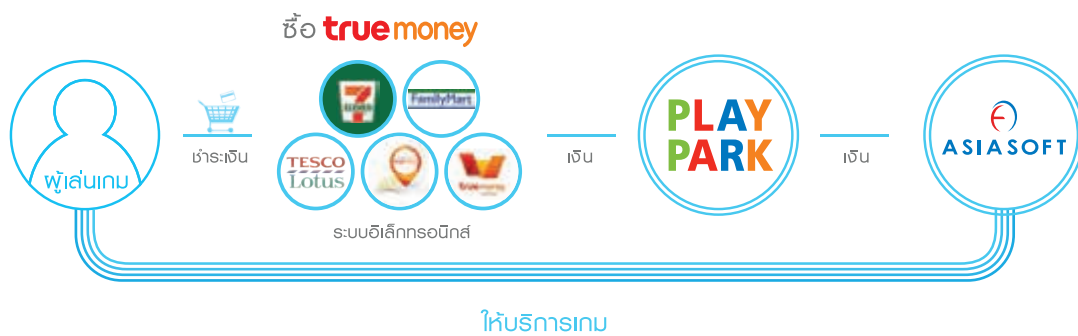 ซื้อ truemoney
ELEVEN
FamilyMart
ชำระเงิน
TESCO
Lotus
truemoney
ระบบอิเล็กทรอนิกส์
ผู้เล่นเกม
เงิน
PLAY
PARK
เงิน
ASIASOFT
ให้บริการเกม